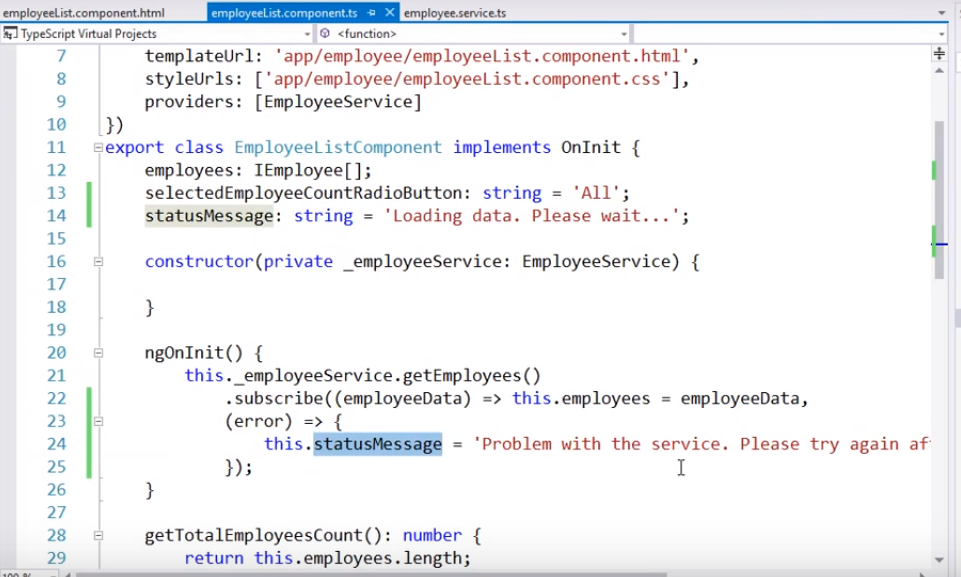 employeeList.component.html employeeList.component.ts employee.service.ts
TypeScript Virtual Projects <function>
7 templateUrl: 'app/employee/employeeList.component.html',
8 styleUrls: ['app/employee/employeeList.component.css'],
9 providers: [EmployeeService]
10 })
11 export class EmployeeListComponent implements OnInit {
12 employees: IEmployee[];
13 selectedEmployeeCountRadioButton: string = 'All';
14 statusMessage: string = 'Loading data. Please wait...';
15
16 constructor(private _employeeService: EmployeeService) {
17
18 }
19
20 ngOnInit() {
21 this._employeeService.getEmployees()
22 .subscribe((employeeData) => this.employees = employeeData,
23 (error) => {
24 this.statusMessage = 'Problem with the service. Please try again af
25 });
26 }
27
28 getTotalEmployeesCount(): number {
29 return this.employees.length;
100 %